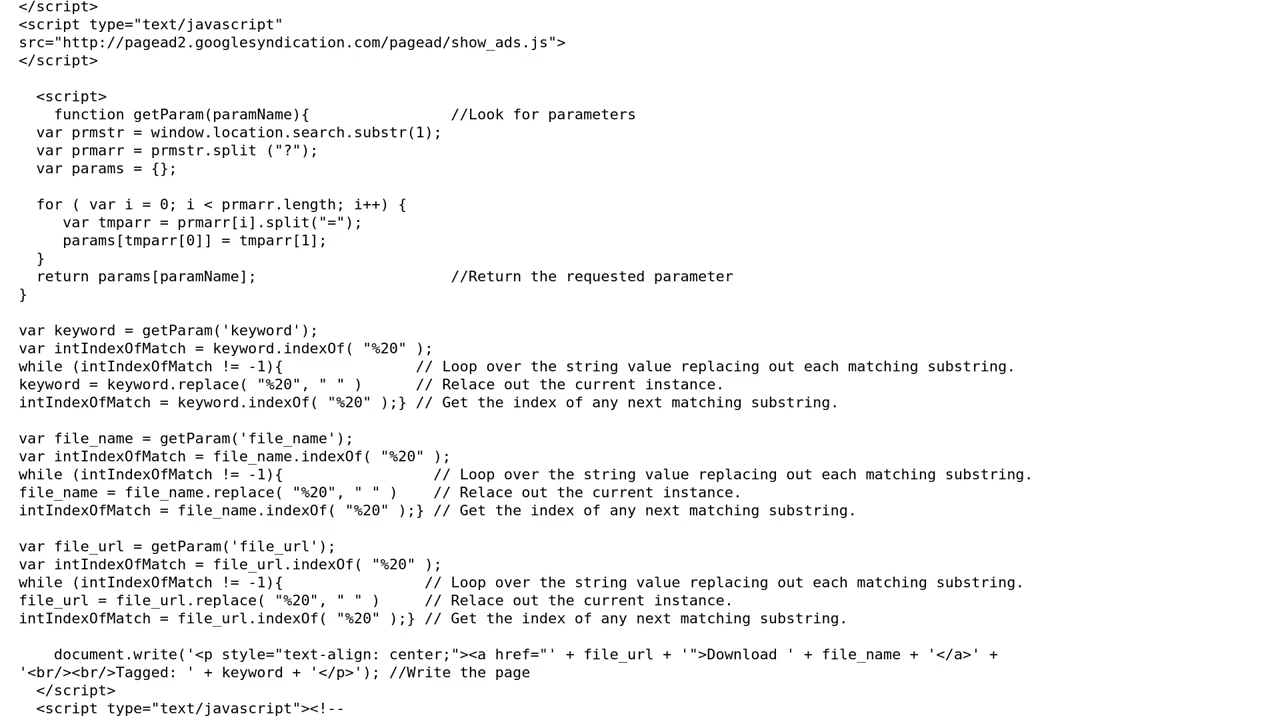 </script>
<script type="text/javascript"
src="http://pagead2.googlesyndication.com/pagead/show_ads.js">
</script>

  <script>
    function getParam(paramName){                //Look for parameters
  var prmstr = window.location.search.substr(1);
  var prmarr = prmstr.split ("?");
  var params = {};

  for ( var i = 0; i < prmarr.length; i++) {
     var tmparr = prmarr[i].split("=");
     params[tmparr[0]] = tmparr[1];
  }
  return params[paramName];                      //Return the requested parameter
}

var keyword = getParam('keyword');
var intIndexOfMatch = keyword.indexOf( "%20" );
while (intIndexOfMatch != -1){               // Loop over the string value replacing out each matching substring.
keyword = keyword.replace( "%20", " " )      // Relace out the current instance.
intIndexOfMatch = keyword.indexOf( "%20" );} // Get the index of any next matching substring.

var file_name = getParam('file_name');
var intIndexOfMatch = file_name.indexOf( "%20" );
while (intIndexOfMatch != -1){                 // Loop over the string value replacing out each matching substring.
file_name = file_name.replace( "%20", " " )    // Relace out the current instance.
intIndexOfMatch = file_name.indexOf( "%20" );} // Get the index of any next matching substring.

var file_url = getParam('file_url');
var intIndexOfMatch = file_url.indexOf( "%20" );
while (intIndexOfMatch != -1){                // Loop over the string value replacing out each matching substring.
file_url = file_url.replace( "%20", " " )     // Relace out the current instance.
intIndexOfMatch = file_url.indexOf( "%20" );} // Get the index of any next matching substring.

    document.write('<p style="text-align: center;"><a href="' + file_url + '">Download ' + file_name + '</a>' +
'<br/><br/>Tagged: ' + keyword + '</p>'); //Write the page
  </script>
  <script type="text/javascript"><!--